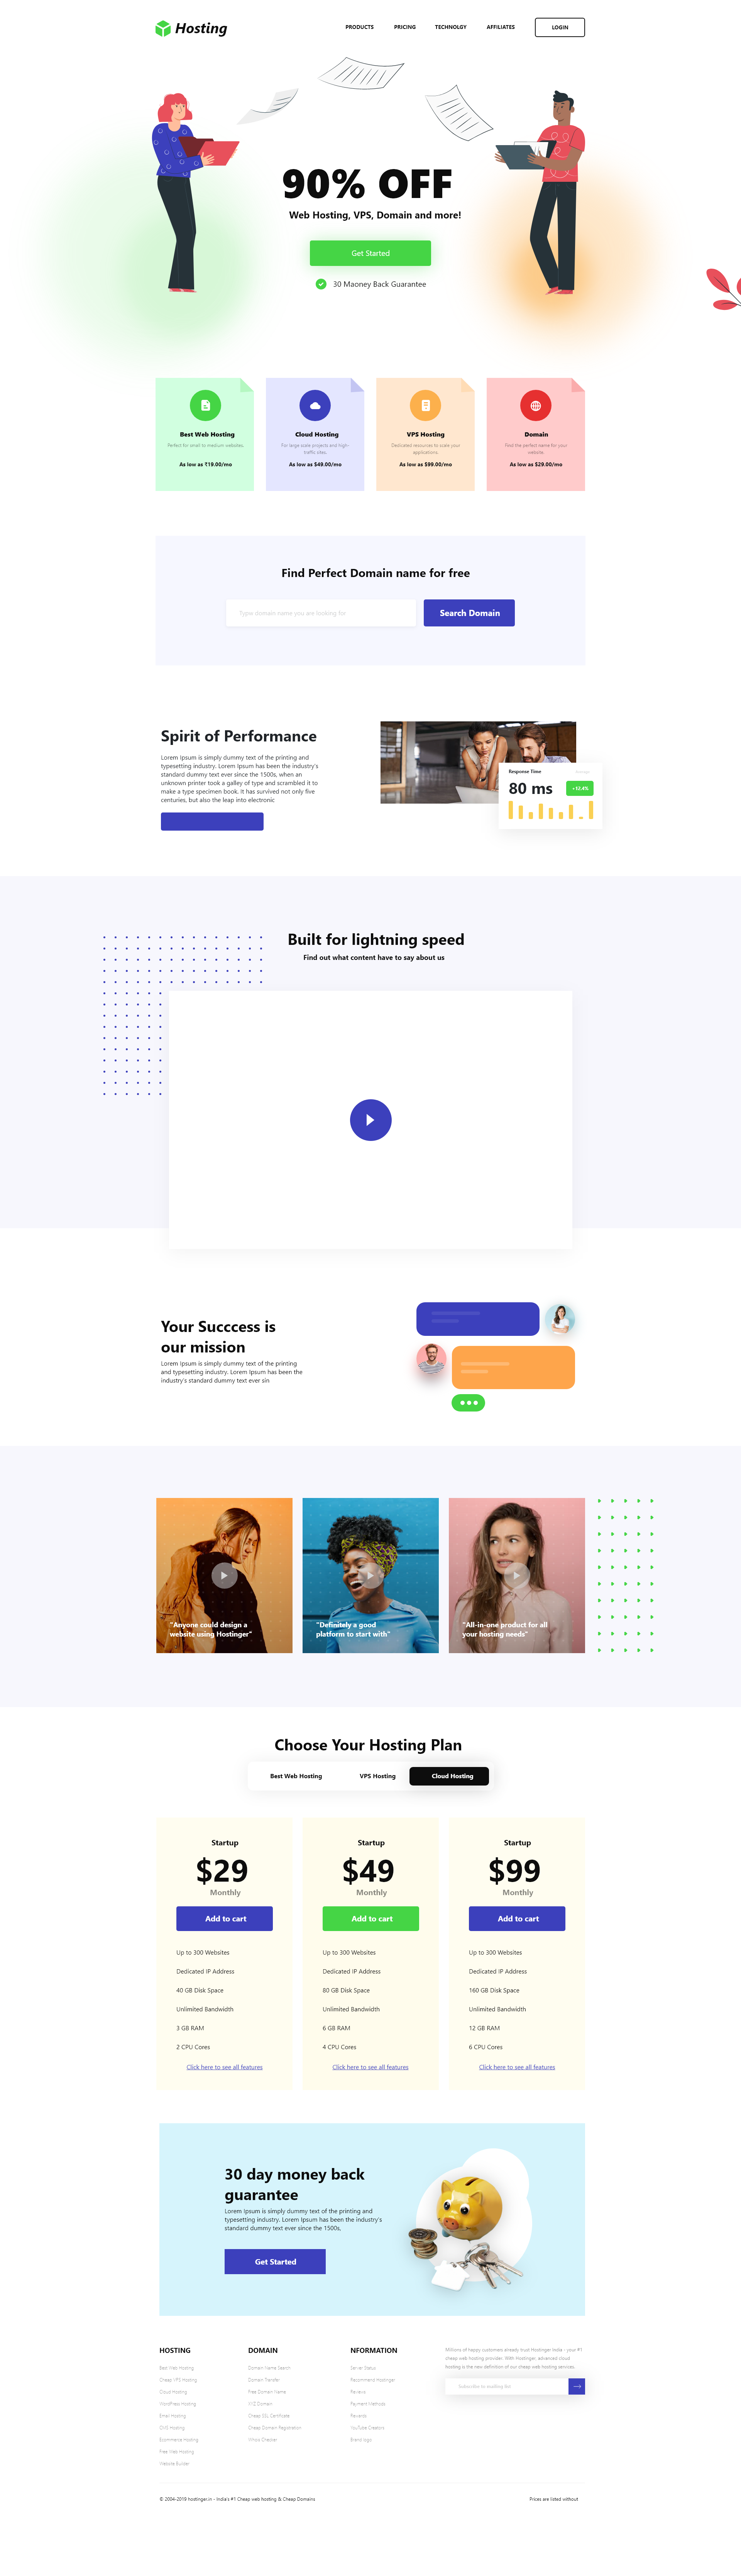 Hosting
PRODUCTS
PRICING
TECHNOLGY
AFFILIATES
LOGIN
90% OFF
Web Hosting, VPS, Domain and more!
Get Started
30 Maoney Back Guarantee
Best Web Hosting
Perfect for small to medium websites.
As low as ₹19.00/mo
Cloud Hosting
For large scale projects and high-
traffic sites.
As low as $49.00/mo
VPS Hosting
Dedicated resources to scale your
applications.
As low as $99.00/mo
Domain
Find the perfect name for your
website.
As low as $29.00/mo
Find Perfect Domain name for free
Type domain name you are looking for
Search Domain
Spirit of Performance
Lorem Ipsum is simply dummy text of the printing and
typesetting industry. Lorem Ipsum has been the industry's
standard dummy text ever since the 1500s, when an
unknown printer took a galley of type and scrambled it to
make a type specimen book. It has survived not only five
centuries, but also the leap into electronic
Response Time
80 ms
Built for lightning speed
Find out what content have to say about us
Your Succcess is
our mission
Lorem Ipsum is simply dummy text of the printing
and typesetting industry. Lorem Ipsum has been the
industry's standard dummy text ever sin
"Anyone could design a
website using Hostinger"
"Definitely a good
platform to start with"
"All-in-one product for all
your hosting needs"
Choose Your Hosting Plan
Best Web Hosting
VPS Hosting
Cloud Hosting
Startup
$29
Monthly
Add to cart
Up to 300 Websites
Dedicated IP Address
40 GB Disk Space
Unlimited Bandwidth
3 GB RAM
2 CPU Cores
Click here to see all features
Startup
$49
Monthly
Add to cart
Up to 300 Websites
Dedicated IP Address
80 GB Disk Space
Unlimited Bandwidth
6 GB RAM
4 CPU Cores
Click here to see all features
Startup
$99
Monthly
Add to cart
Up to 300 Websites
Dedicated IP Address
160 GB Disk Space
Unlimited Bandwidth
12 GB RAM
6 CPU Cores
Click here to see all features
30 day money back
guarantee
Lorem Ipsum is simply dummy text of the printing and
typesetting industry. Lorem Ipsum has been the industry's
standard dummy text ever since the 1500s,
Get Started
HOSTING
Best Web Hosting
Cheap VPS Hosting
Cloud Hosting
WordPress Hosting
Email Hosting
CMS Hosting
Ecommerce Hosting
Free Web Hosting
Website Builder
DOMAIN
Domain Name Search
Domain Transfer
Free Domain Name
XYZ Domain
Cheap SSL Certificate
Cheap Domain Registration
Whois Checker
NFORMATION
Server Status
Recommend Hostinger
Reviews
Payment Methods
Rewards
YouTube Creators
Brand logo
Millions of happy customers already trust Hostinger India - your #1
cheap web hosting provider. With Hostinger, advanced cloud
hosting is the new definition of our cheap web hosting services.
Subscribe to mailling list
© 2004-2019 hostinger.in - India's #1 Cheap web hosting & Cheap Domains
Prices are listed without